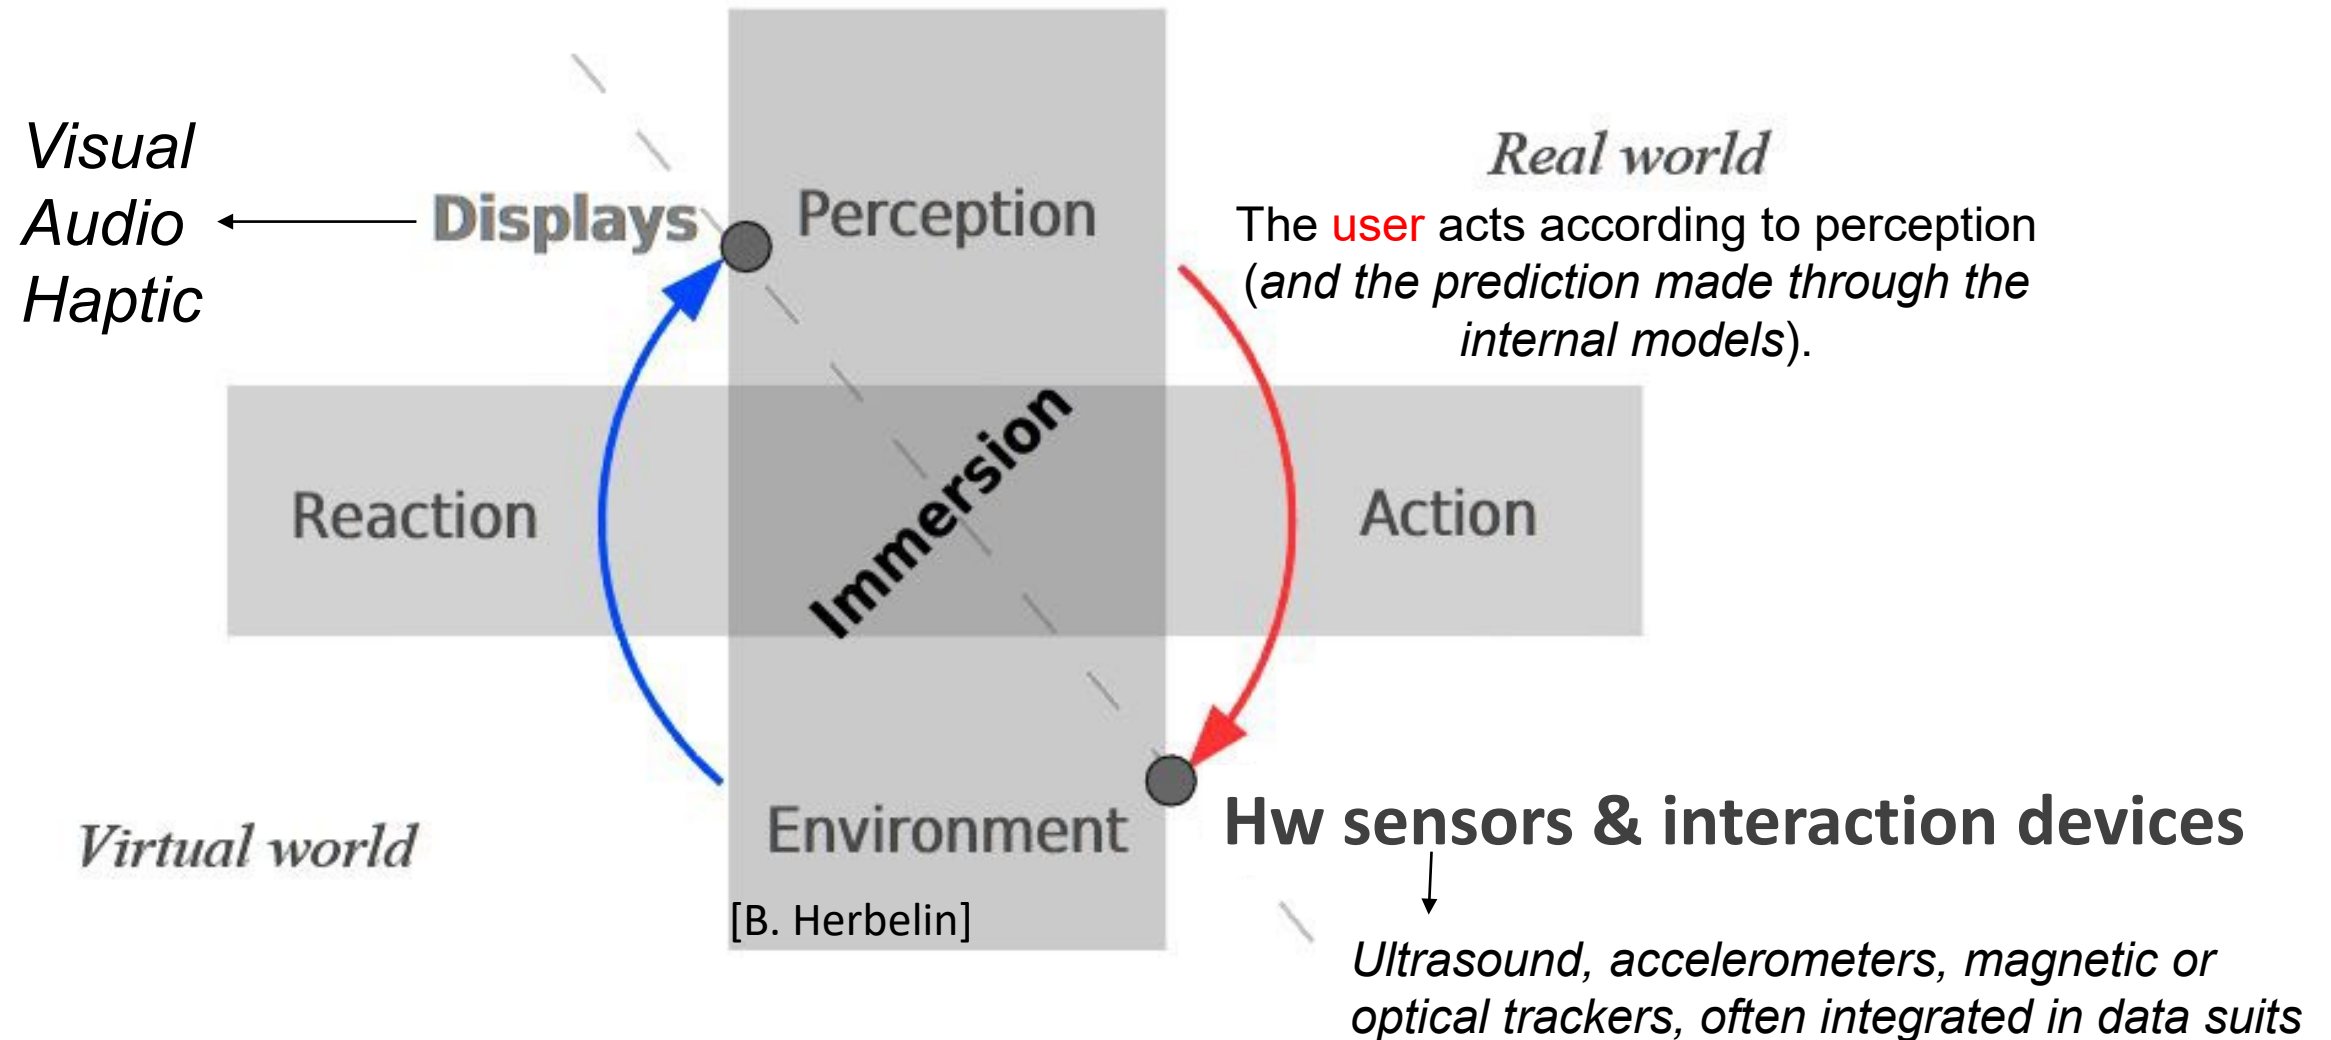 Visual
Audio
Haptic
Displays
Perception
Real world
The user acts according to perception
(and the prediction made through the
internal models).
Reaction
Immersion
Action
Virtual world
Environment
[B. Herbelin]
Hw sensors & interaction devices
Ultrasound, accelerometers, magnetic or
optical trackers, often integrated in data suits